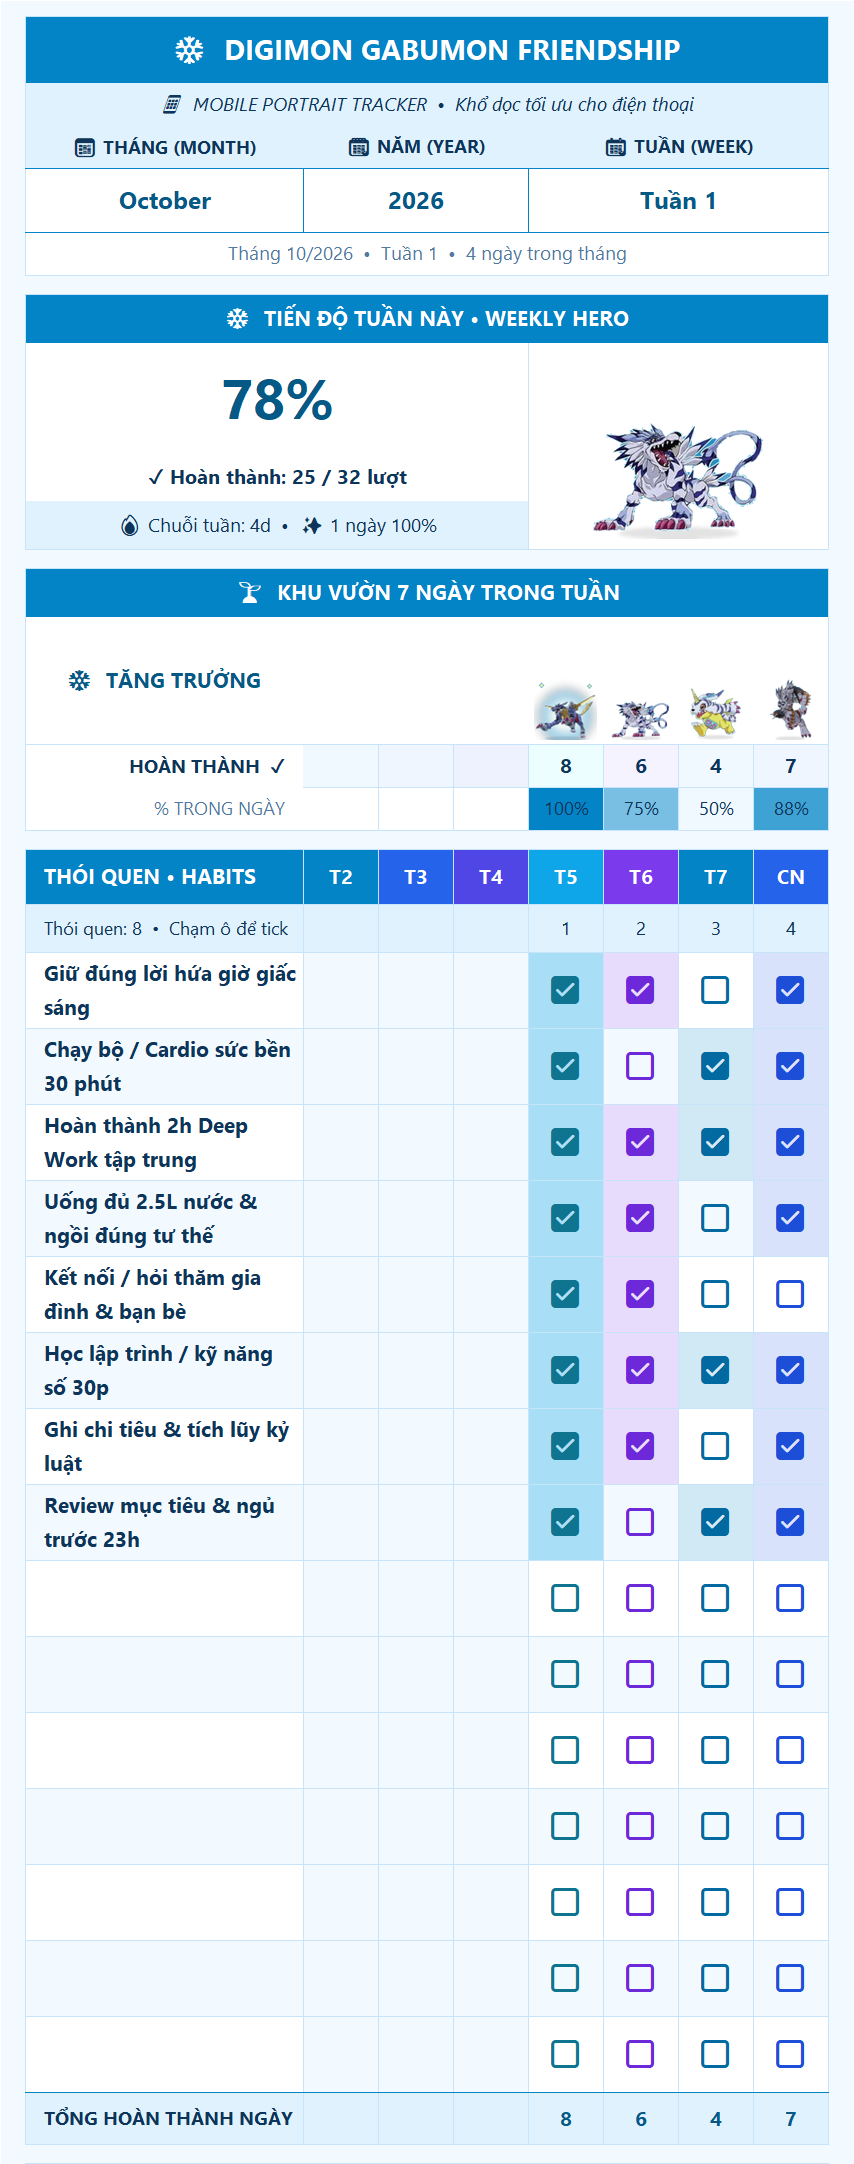 DIGIMON GABUMON FRIENDSHIP
MOBILE PORTRAIT TRACKER • Khổ dọc tối ưu cho điện thoại
THÁNG (MONTH) NĂM (YEAR) TUẦN (WEEK)
October 2026 Tuần 1
Tháng 10/2026 • Tuần 1 • 4 ngày trong tháng
TIẾN ĐỘ TUẦN NÀY • WEEKLY HERO
78%
✓ Hoàn thành: 25 / 32 lượt
Chuỗi tuần: 4d • 1 ngày 100%
KHU VƯỜN 7 NGÀY TRONG TUẦN
TĂNG TRƯỞNG
HOÀN THÀNH ✓ 8 6 4 7
% TRONG NGÀY 100% 75% 50% 88%
THÓI QUEN • HABITS T2 T3 T4 T5 T6 T7 CN
Thói quen: 8 • Chạm ô để tick 1 2 3 4
Giữ đúng lời hứa giờ giấc
sáng
Chạy bộ / Cardio sức bền
30 phút
Hoàn thành 2h Deep
Work tập trung
Uống đủ 2.5L nước &
ngồi đúng tư thế
Kết nối / hỏi thăm gia
đình & bạn bè
Học lập trình / kỹ năng
số 30p
Ghi chi tiêu & tích lũy kỷ
luật
Review mục tiêu & ngủ
trước 23h
TỔNG HOÀN THÀNH NGÀY 8 6 4 7